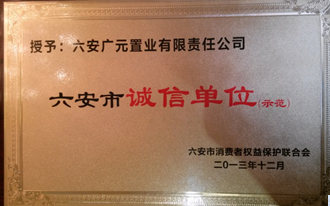 授予：六安广元置业有限责任公司
六安市诚信单位(示范)
六安市消费者权益保护联合会
二〇一三年十二月